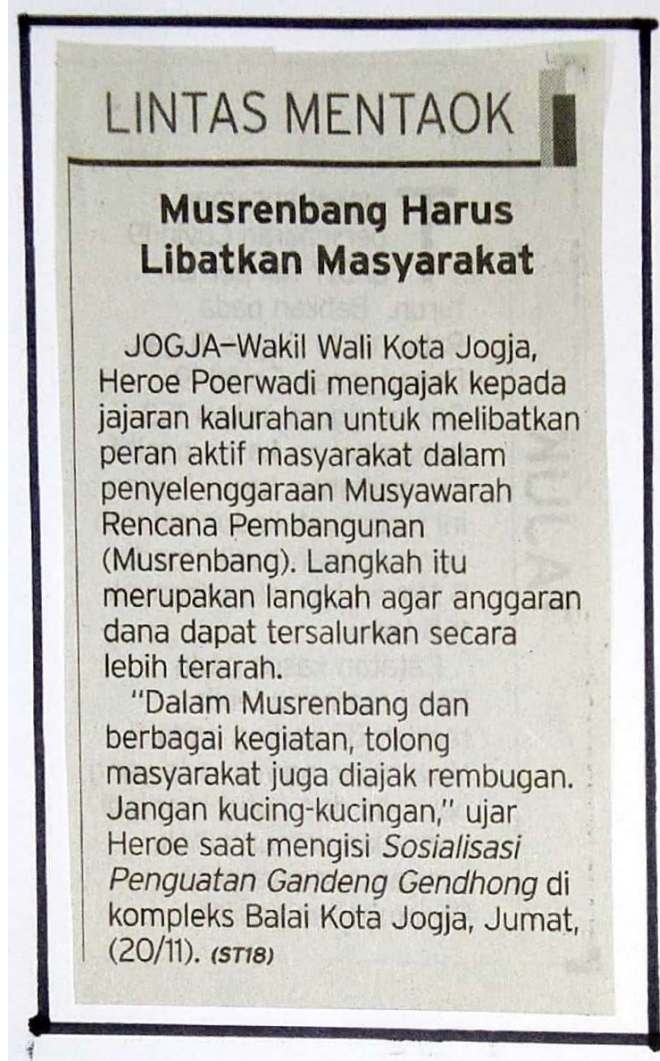 LINTAS MENTAOK
Musrenbang Harus
Libatkan Masyarakat
JOGJA–Wakil Wali Kota Jogja,
Heroe Poerwadi mengajak kepada
jajaran kalurahan untuk melibatkan
peran aktif masyarakat dalam
penyelenggaraan Musyawarah
Rencana Pembangunan
(Musrenbang). Langkah itu
merupakan langkah agar anggaran
dana dapat tersalurkan secara
lebih terarah.
"Dalam Musrenbang dan
berbagai kegiatan, tolong
masyarakat juga diajak rembugan.
Jangan kucing-kucingan," ujar
Heroe saat mengisi Sosialisasi
Penguatan Gandeng Gendhong di
kompleks Balai Kota Jogja, Jumat,
(20/11). (ST18)